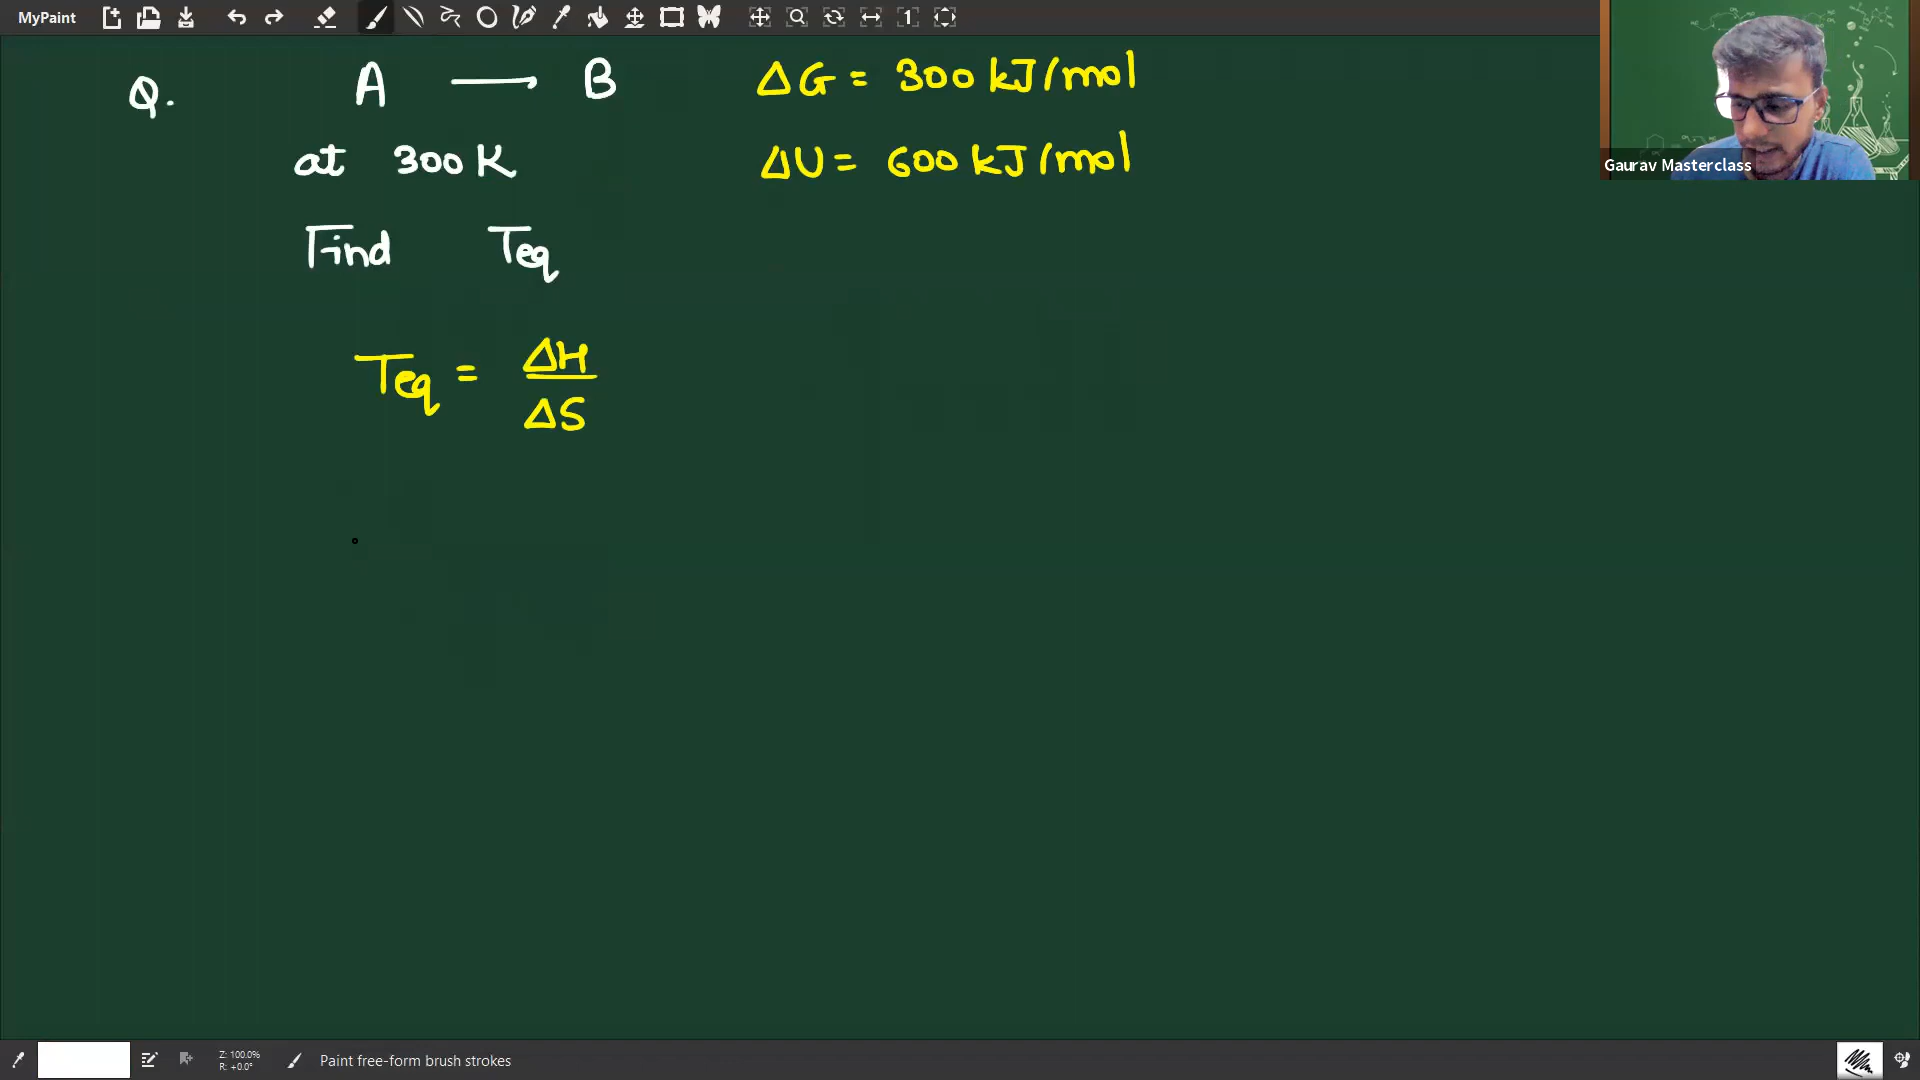 MyPaint
Q. A ⟶ B ΔG = 300 kJ/mol
at 300 K ΔU = 600 kJ/mol
Gaurav Masterclass
Find Teq
Teq = ΔH/ΔS
Z: 100.0%
R: +0.0°
Paint free-form brush strokes